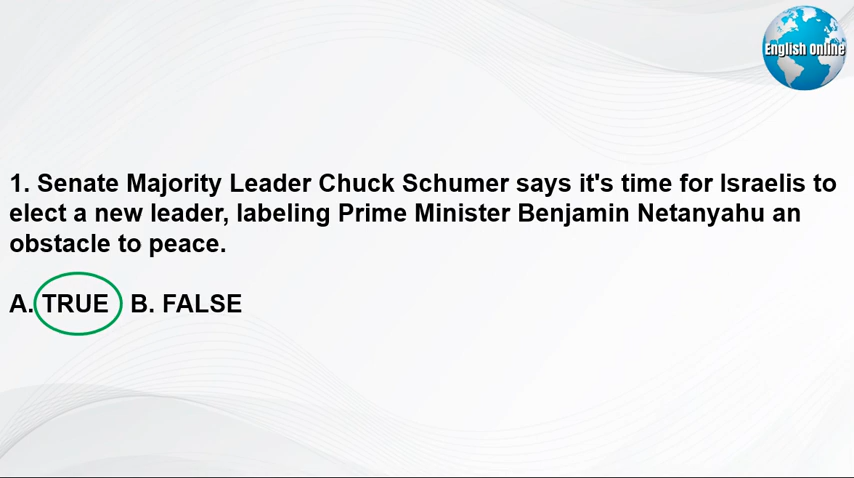 English Online
1. Senate Majority Leader Chuck Schumer says it's time for Israelis to
elect a new leader, labeling Prime Minister Benjamin Netanyahu an
obstacle to peace.
A. TRUE B. FALSE